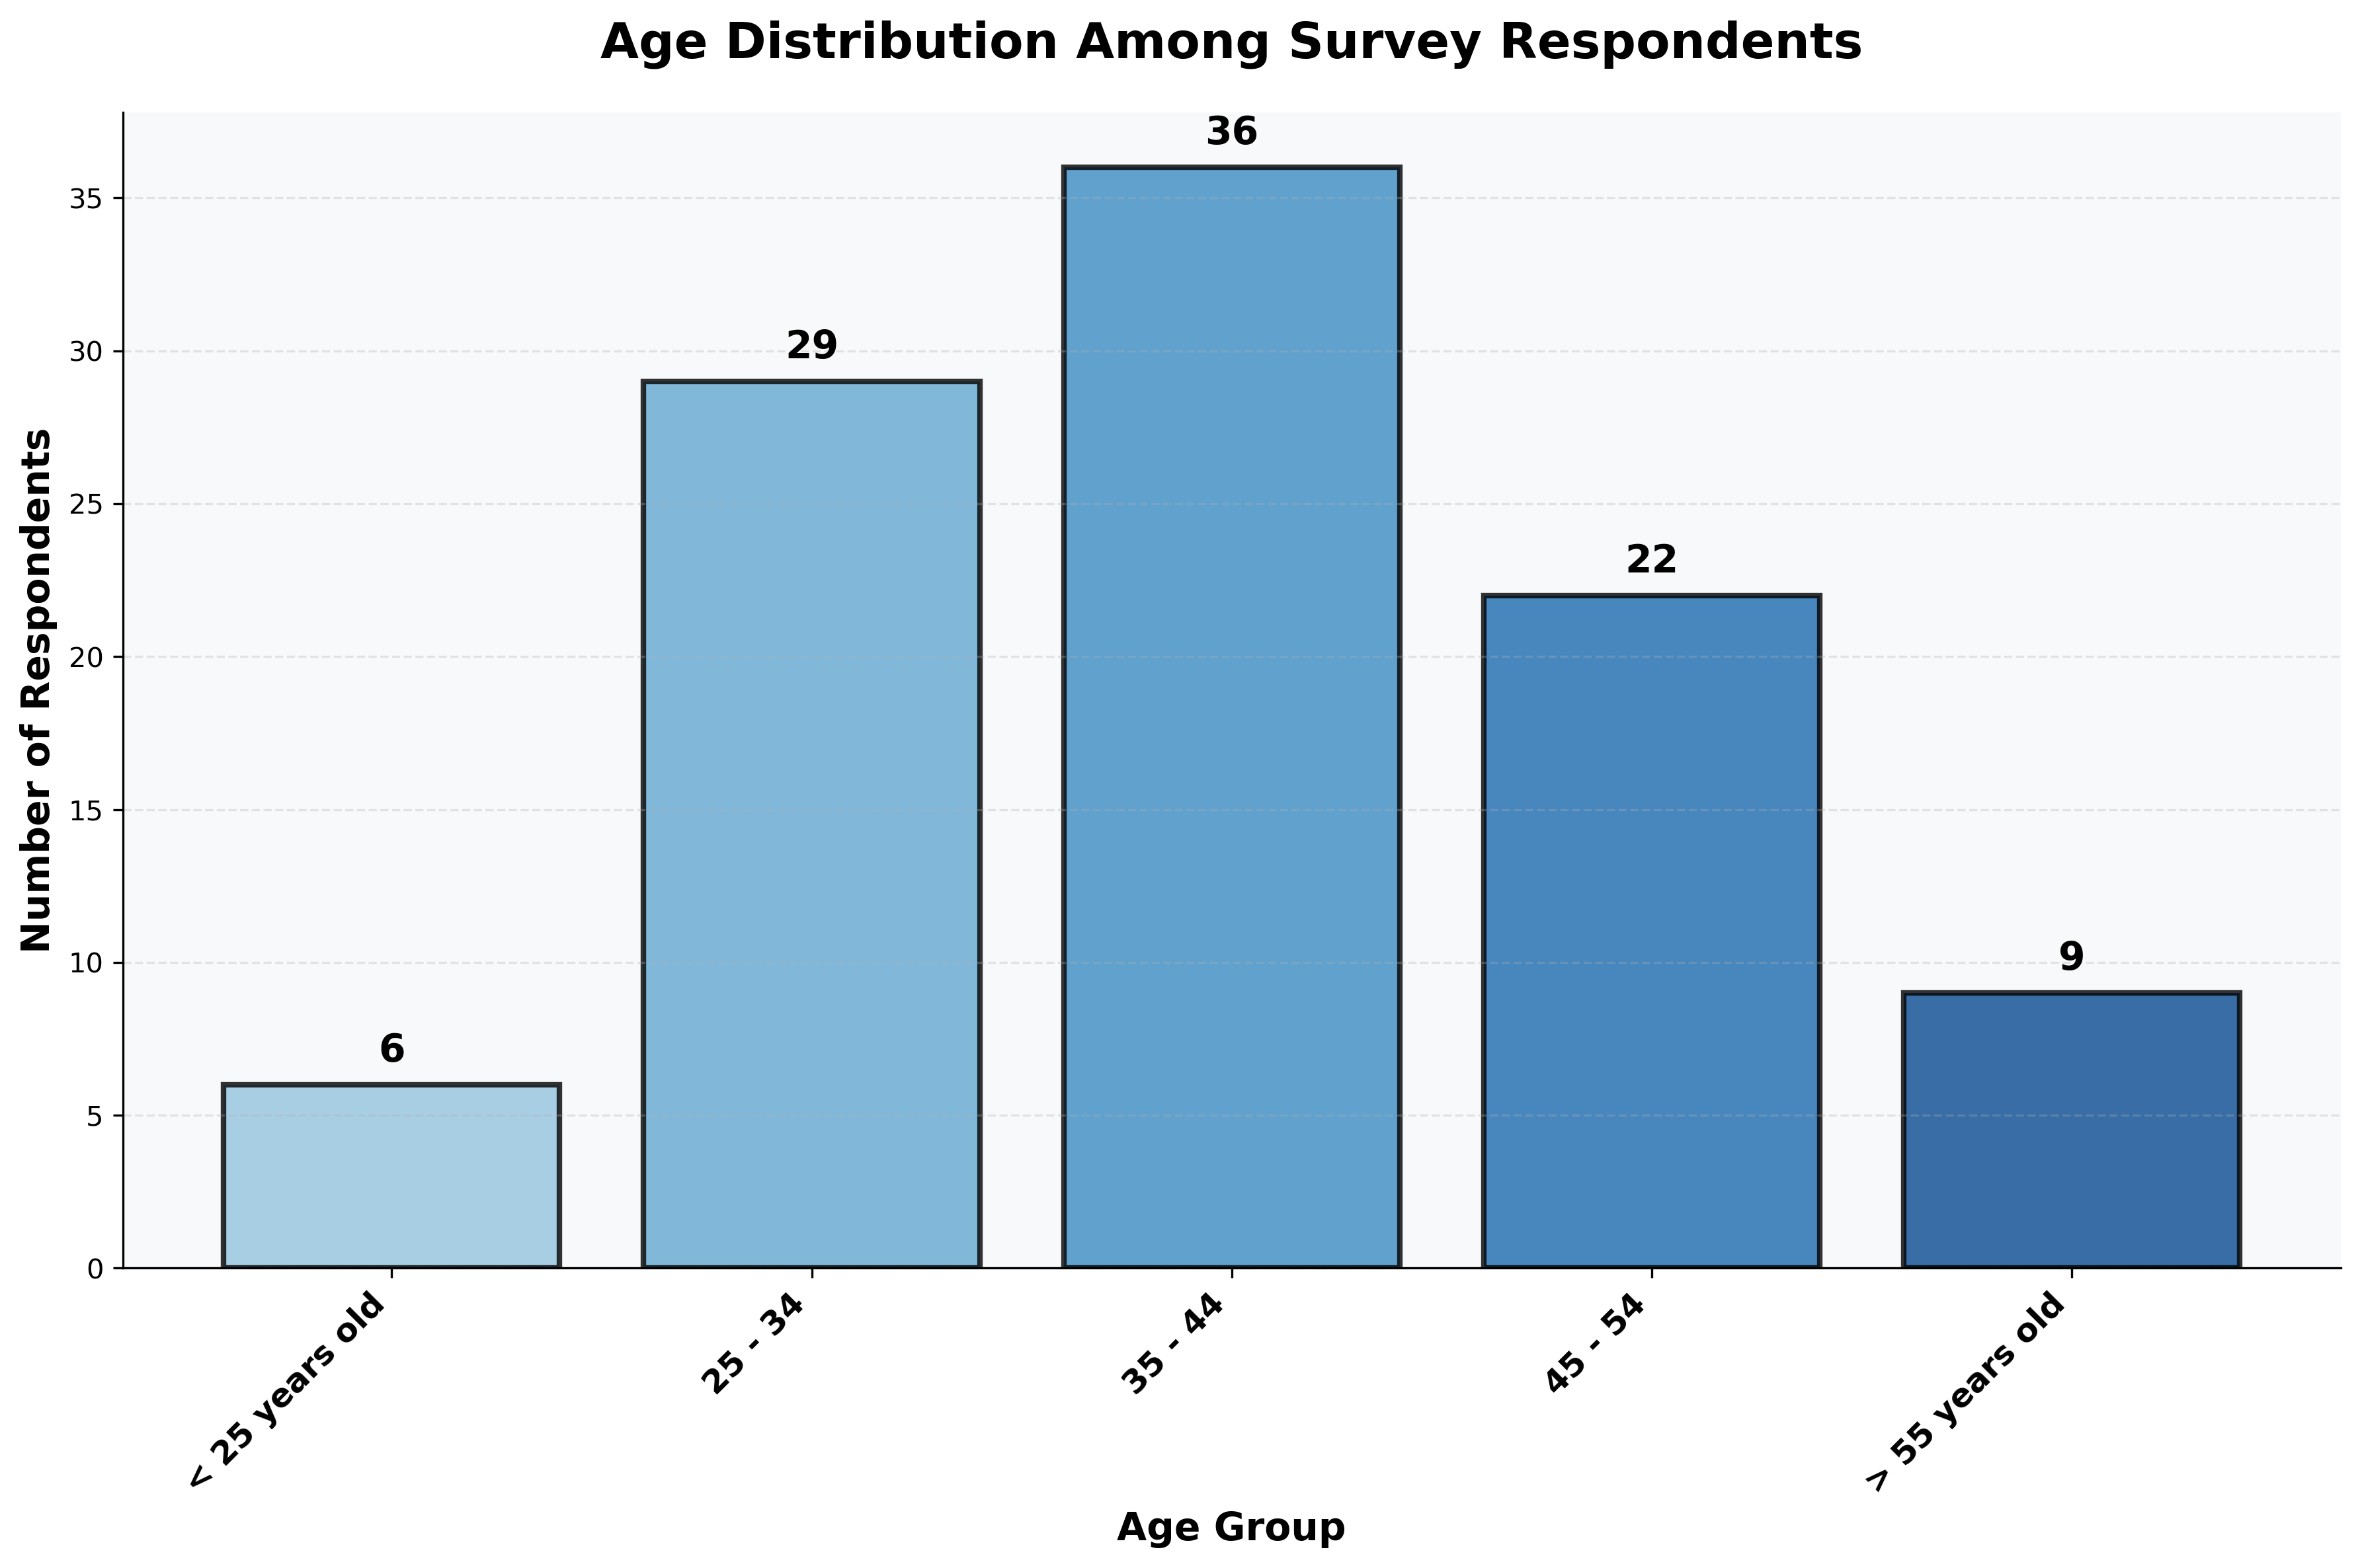 Age Distribution Among Survey Respondents
Number of Respondents
35
30
25
20
15
10
5
0
6
29
36
22
9
< 25 years old
25 - 34
35 - 44
45 - 54
> 55 years old
Age Group